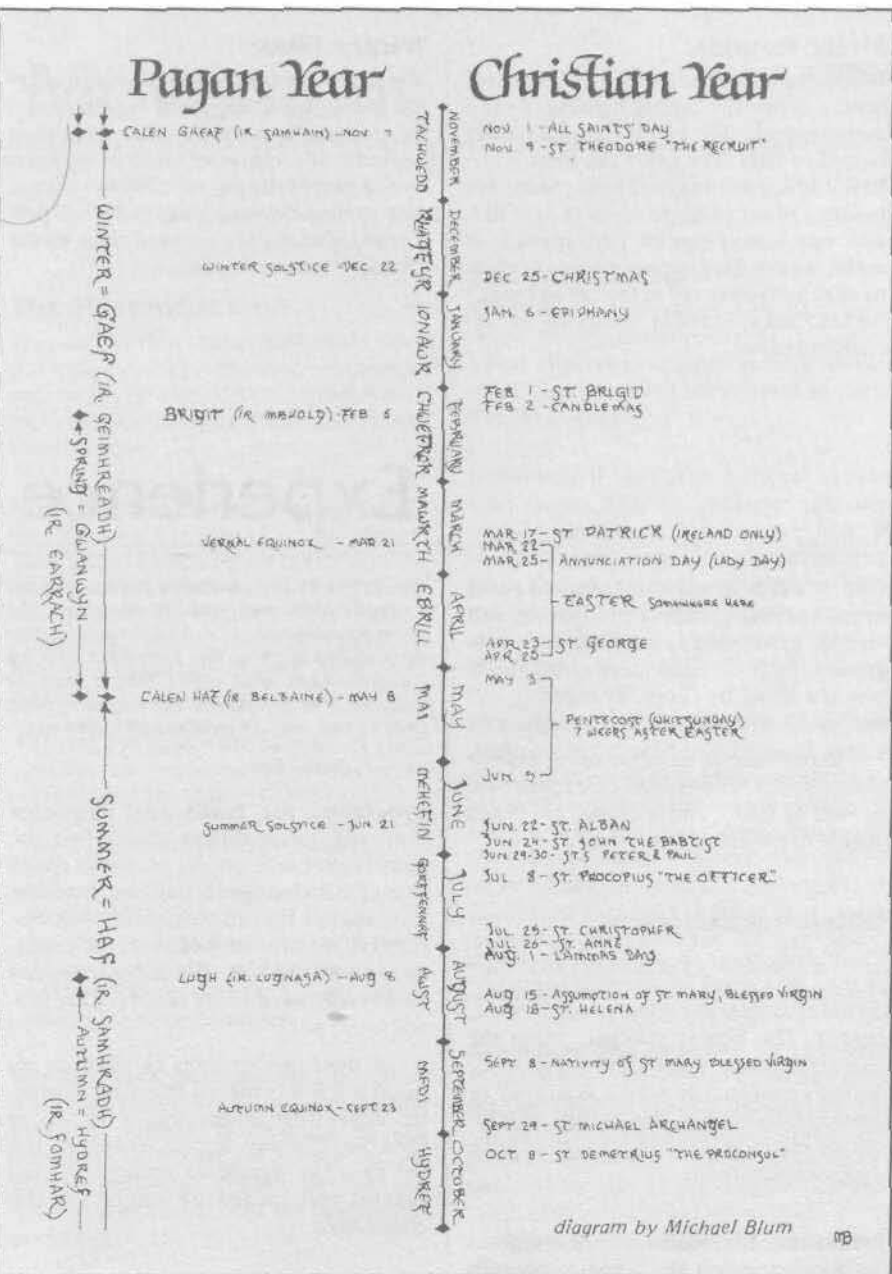 Pagan Year
Christian Year
CALEN GAEAF (IR. SAMHAIN) - NOV. 7
WINTER SOLSTICE - DEC 22
BRIGIT (IR IMBHOLD) - FEB 5
VERNAL EQUINOX - MAR 21
CALEN HAF (IR. BELBAINE) - MAY 8
SUMMER SOLSTICE - JUN 21
LUGH (IR. LUGNASA) - AUG 8
AUTUMN EQUINOX - SEPT 23
WINTER = GAEF (IR GEIMHREADH)
SPRING = GWANWYN
(IR EARRACH)
SUMMER = HAF (IR SAMHRADH)
AUTUMN = HYDREF
(IR FOMHAR)
TACHWEDD
RHAGFYR
IONAWR
CHWEFROR
MAWRTH
EBRILL
MAI
MEHEFIN
GORFFENNAF
AWST
MEDI
HYDREF
NOVEMBER
DECEMBER
JANUARY
FEBRUARY
MARCH
APRIL
MAY
JUNE
JULY
AUGUST
SEPTEMBER
OCTOBER
NOV. 1 - ALL SAINTS DAY
NOV. 9 - ST. THEODORE "THE RECRUIT"
DEC 25 - CHRISTMAS
JAN. 6 - EPIPHANY
FEB 1 - ST. BRIGID
FEB 2 - CANDLEMAS
MAR 17 - ST PATRICK (IRELAND ONLY)
MAR 22
MAR 25 - ANNUNCIATION DAY (LADY DAY)
EASTER SOMEWHERE HERE
APR 23 - ST. GEORGE
APR 25
MAY 3
PENTECOST (WHITSUNDAY)
7 WEEKS AFTER EASTER
JUN. 5
JUN. 22 - ST. ALBAN
JUN 24 - ST JOHN THE BABTIST
JUN 29-30 - STS PETER & PAUL
JUL 8 - ST. PROCOPIUS "THE OFFICER"
JUL. 25 - ST. CHRISTOPHER
JUL. 26 - ST. ANNE
AUG. 1 - LAMMAS DAY
AUG 15 - ASSUMPTION OF ST MARY, BLESSED VIRGIN
AUG 18 - ST. HELENA
SEPT 8 - NATIVITY OF ST MARY BLESSED VIRGIN
SEPT 29 - ST MICHAEL ARCHANGEL
OCT. 8 - ST DEMETRIUS "THE PROCONSUL"
diagram by Michael Blum
MB